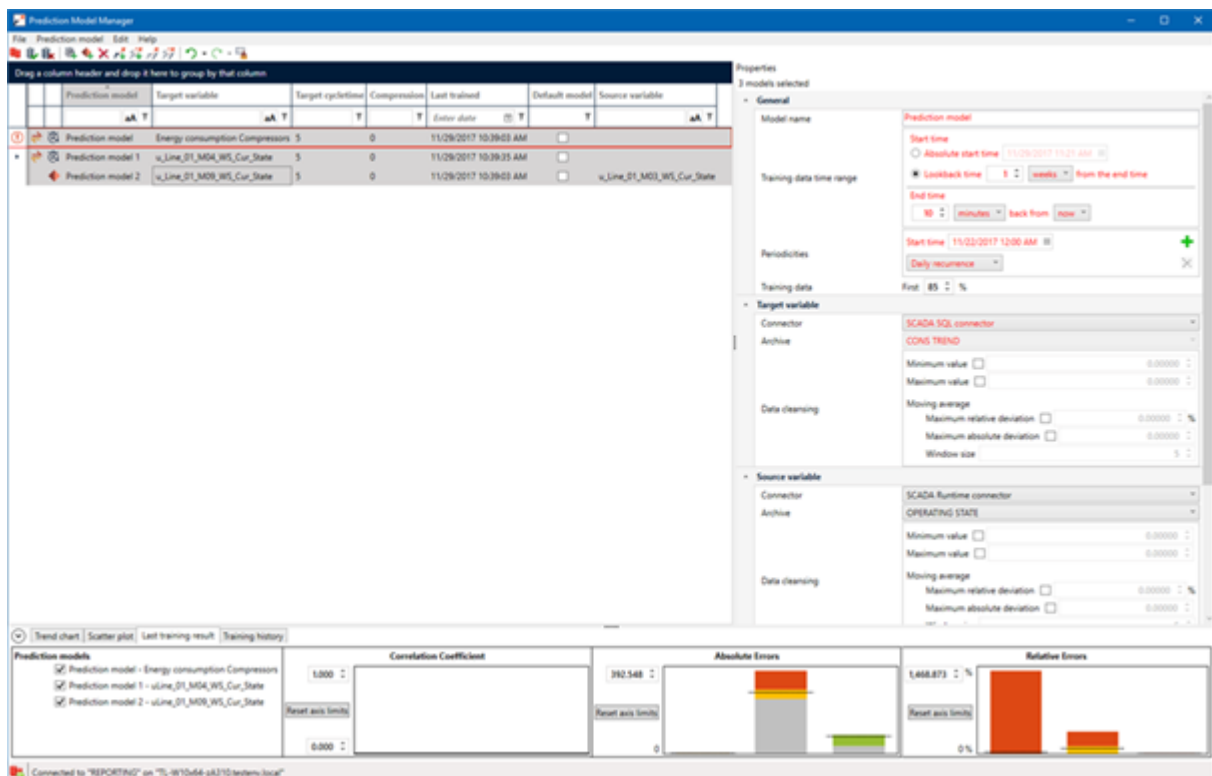 Prediction Model Manager
File Prediction model Edit Help
Drag a column header and drop it here to group by that column
Prediction model Target variable Target cycletime Compression Last trained Default model Source variable
Enter date
Prediction model Energy consumption Compressors 5 0 11/29/2017 10:39:03 AM
Prediction model 1 u_Line_01_M04_WS_Cur_State 5 0 11/29/2017 10:39:35 AM
Prediction model 2 u_Line_01_M09_WS_Cur_State 5 11/29/2017 10:39:03 AM u_Line_01_M03_WS_Cur_State
Properties
3 models selected
General
Model name Prediction model
Training data time range
Start time
Absolute start time 11/29/2017 11:21 AM
Lookback time 1 weeks from the end time
End time
10 minutes back from now
Periodicities
Start time 11/22/2017 12:00 AM
Daily recurrence
Training data First 85 %
Target variable
Connector SCADA SQL connector
Archive CONS TREND
Data cleansing
Minimum value 0.00000
Maximum value 0.00000
Moving average
Maximum relative deviation 0.00000 %
Maximum absolute deviation 0.00000
Window size 5
Source variable
Connector SCADA Runtime connector
Archive OPERATING STATE
Data cleansing
Minimum value 0.00000
Maximum value 0.00000
Moving average
Maximum relative deviation 0.00000 %
Maximum absolute deviation 0.00000
Trend chart Scatter plot Last training result Training history
Prediction models
Prediction model - Energy consumption Compressors
Prediction model 1 - uLine_01_M04_WS_Cur_State
Prediction model 2 - uLine_01_M09_WS_Cur_State
Correlation Coefficient
1.000
Reset axis limits
0.000
Absolute Errors
392.548
Reset axis limits
0
Relative Errors
1,468.873 %
Reset axis limits
0 %
Connected to "REPORTING" on